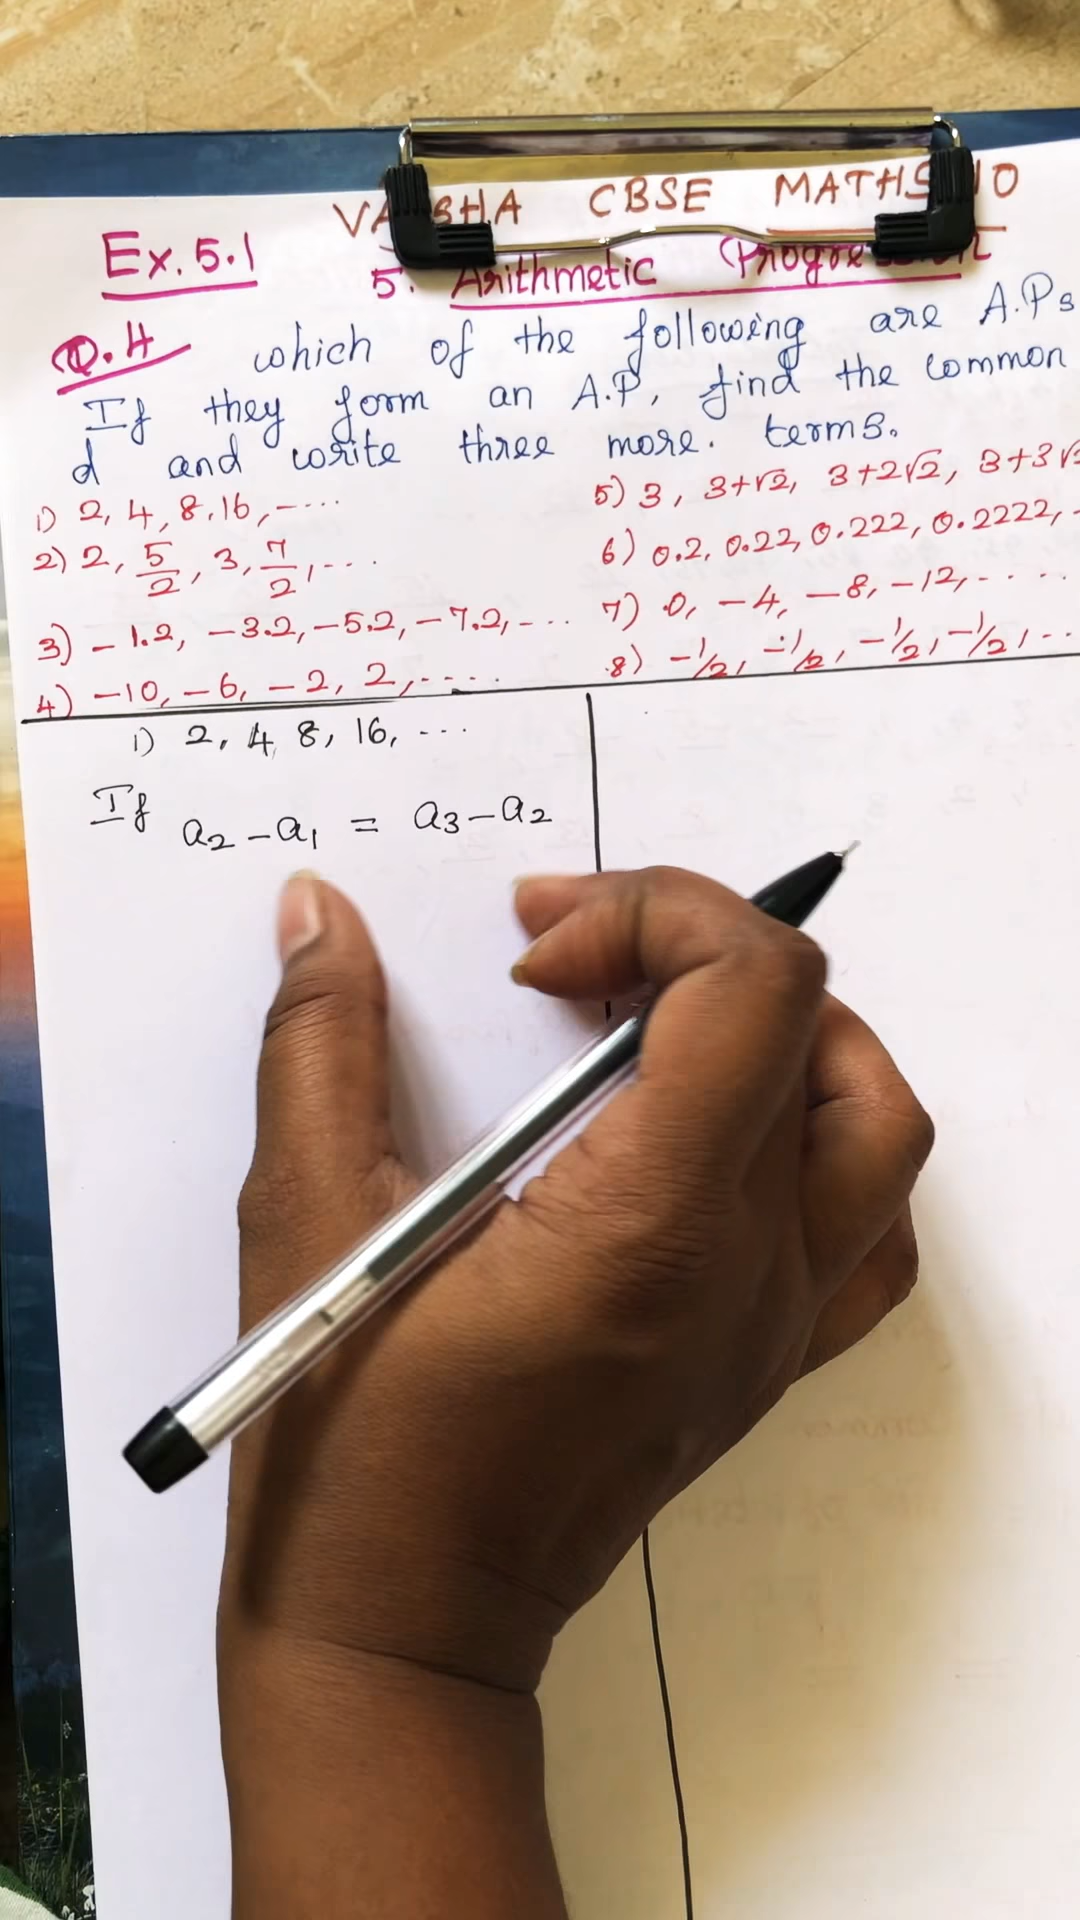 CBSE MATHS 10
Ex. 5.1
5. Arithmetic
Q.4 which of the following are A.Ps
If they form an A.P, find the common
d and write three more. terms.
1) 2, 4, 8, 16, -...
2) 2, 5/2, 3, 7/2, ...
3) -1.2, -3.2, -5.2, -7.2, -...
4) -10, -6, -2, 2, -....
5) 3, 3+√2, 3+2√2, 3+3√2
6) 0.2, 0.22, 0.222, 0.2222, -
7) 0, -4, -8, -12, -...
8) -1/2, -1/2, -1/2, -1/2, ...
1) 2, 4, 8, 16, ...
If a2 - a1 = a3 - a2